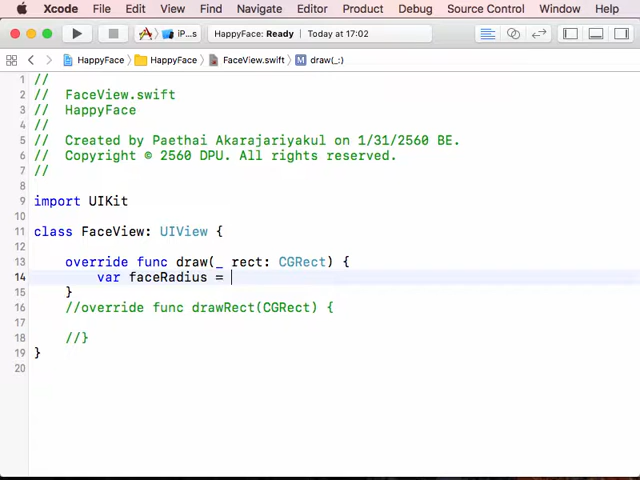 Xcode File Edit View Find Navigate Editor Product Debug Source Control Window Help
iP... HappyFace: Ready Today at 17:02
HappyFace HappyFace FaceView.swift draw(_:)
1 //
2 // FaceView.swift
3 // HappyFace
4 //
5 // Created by Paethai Akarajariyakul on 1/31/2560 BE.
6 // Copyright © 2560 DPU. All rights reserved.
7 //
8
9 import UIKit
10
11 class FaceView: UIView {
12
13 override func draw(_ rect: CGRect) {
14 var faceRadius =
15 }
16 //override func drawRect(CGRect) {
17
18 //}
19 }
20